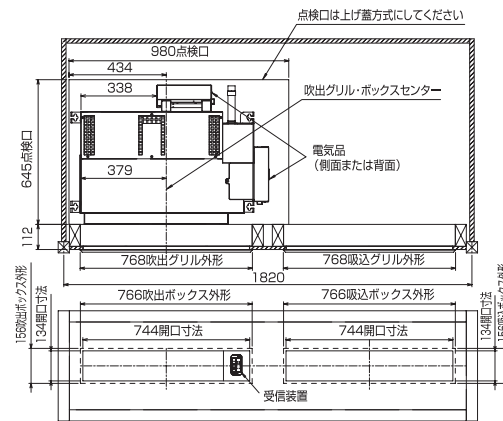 点検口は上げ蓋方式にしてください
980点検口
434
338
吹出グリル・ボックスセンター
電気品
（側面または背面）
645点検口
379
112
768吹出グリル外形
768吸込グリル外形
1820
766吹出ボックス外形
766吸込ボックス外形
156吹出ボックス外形
134開口寸法
744開口寸法
744開口寸法
134開口寸法
156吸込ボックス外形
受信装置